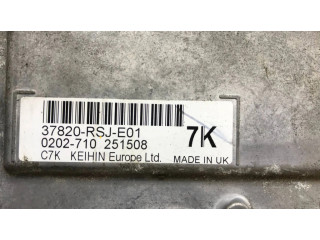 37820-RSJ-E01
0202-710 251508
7K
C7K KEIHIN Europe Ltd. MADE IN UK